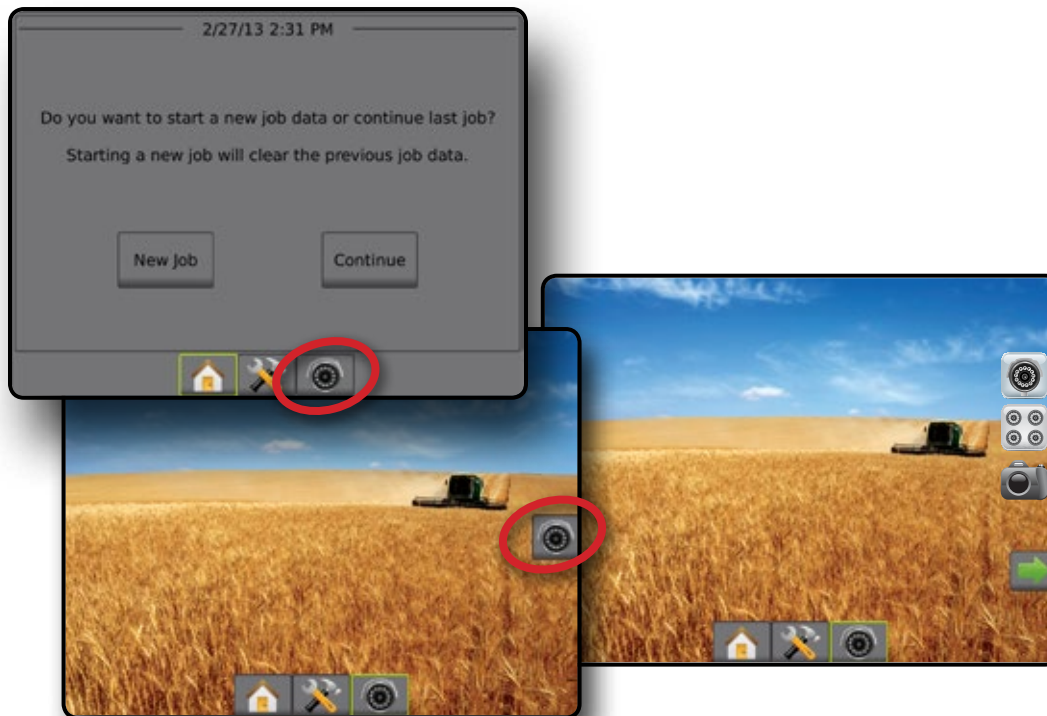 2/27/13 2:31 PM
Do you want to start a new job data or continue last job?
Starting a new job will clear the previous job data.
New Job
Continue